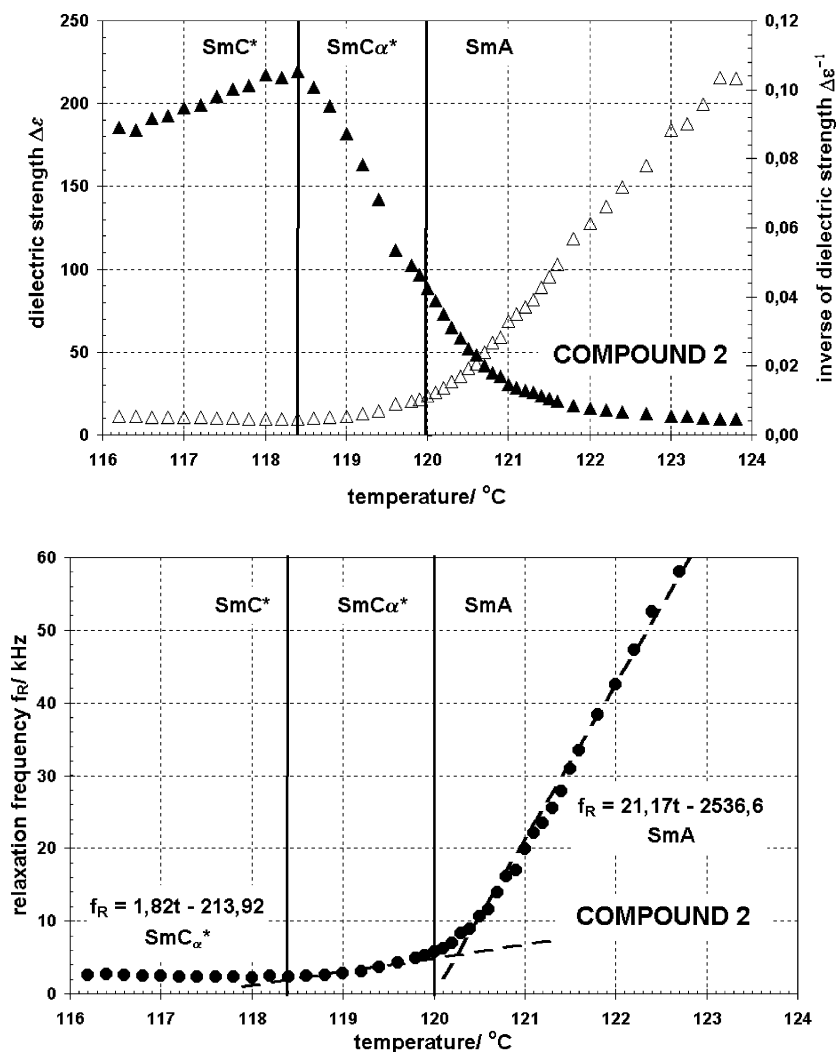 250
200
150
100
50
0
0,12
0,10
0,08
0,06
0,04
0,02
0,00
SmC*
SmCα*
SmA
COMPOUND 2
dielectric strength Δε
inverse of dielectric strength Δε⁻¹
116 117 118 119 120 121 122 123 124
temperature/ °C
60
50
40
30
20
10
0
SmC*
SmCα*
SmA
relaxation frequency fR/ kHz
fR = 21,17t - 2536,6
SmA
fR = 1,82t - 213,92
SmCα*
COMPOUND 2
116 117 118 119 120 121 122 123 124
temperature/ °C